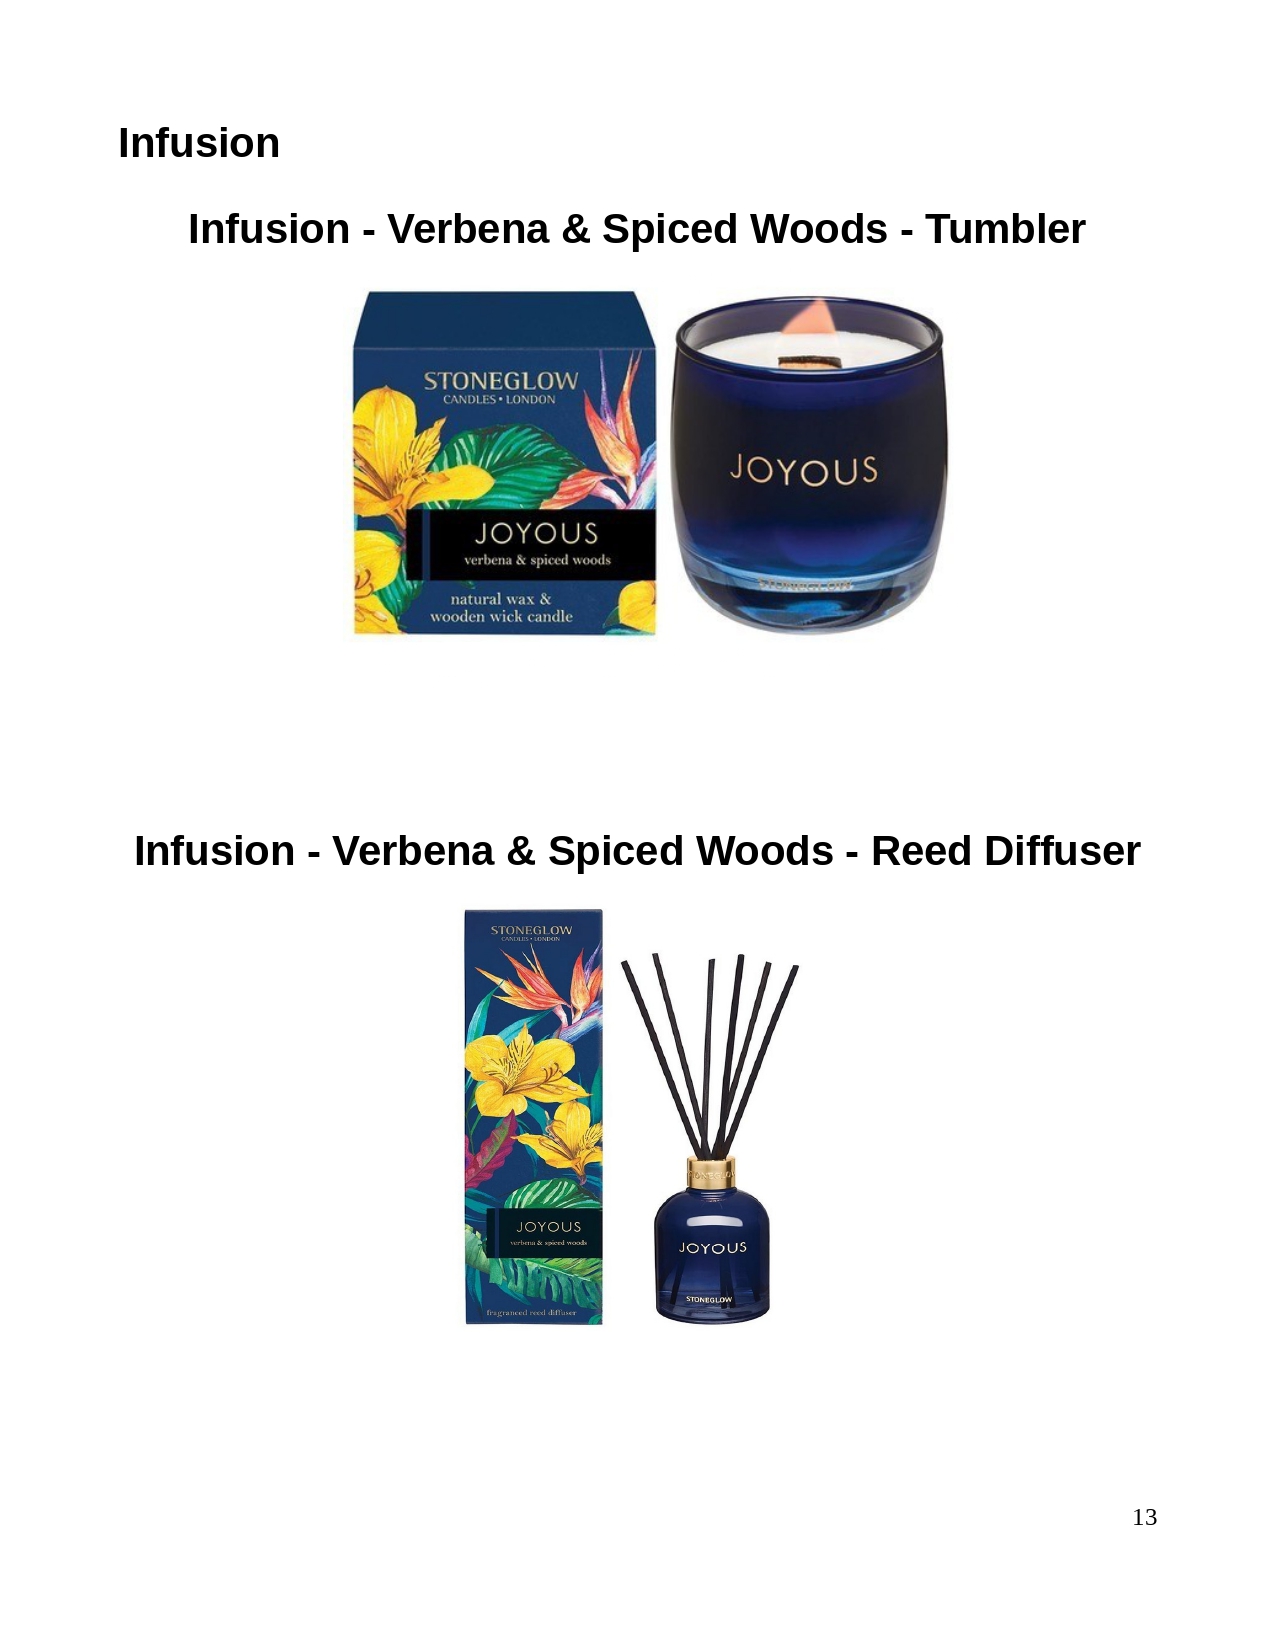 Infusion
Infusion - Verbena & Spiced Woods - Tumbler
STONEGLOW
CANDLES • LONDON
JOYOUS
verbena & spiced woods
natural wax &
wooden wick candle
JOYOUS
STONEGLOW
Infusion - Verbena & Spiced Woods - Reed Diffuser
STONEGLOW
CANDLES • LONDON
JOYOUS
verbena & spiced woods
fragranced reed diffuser
STONEGLOW
JOYOUS
STONEGLOW
13